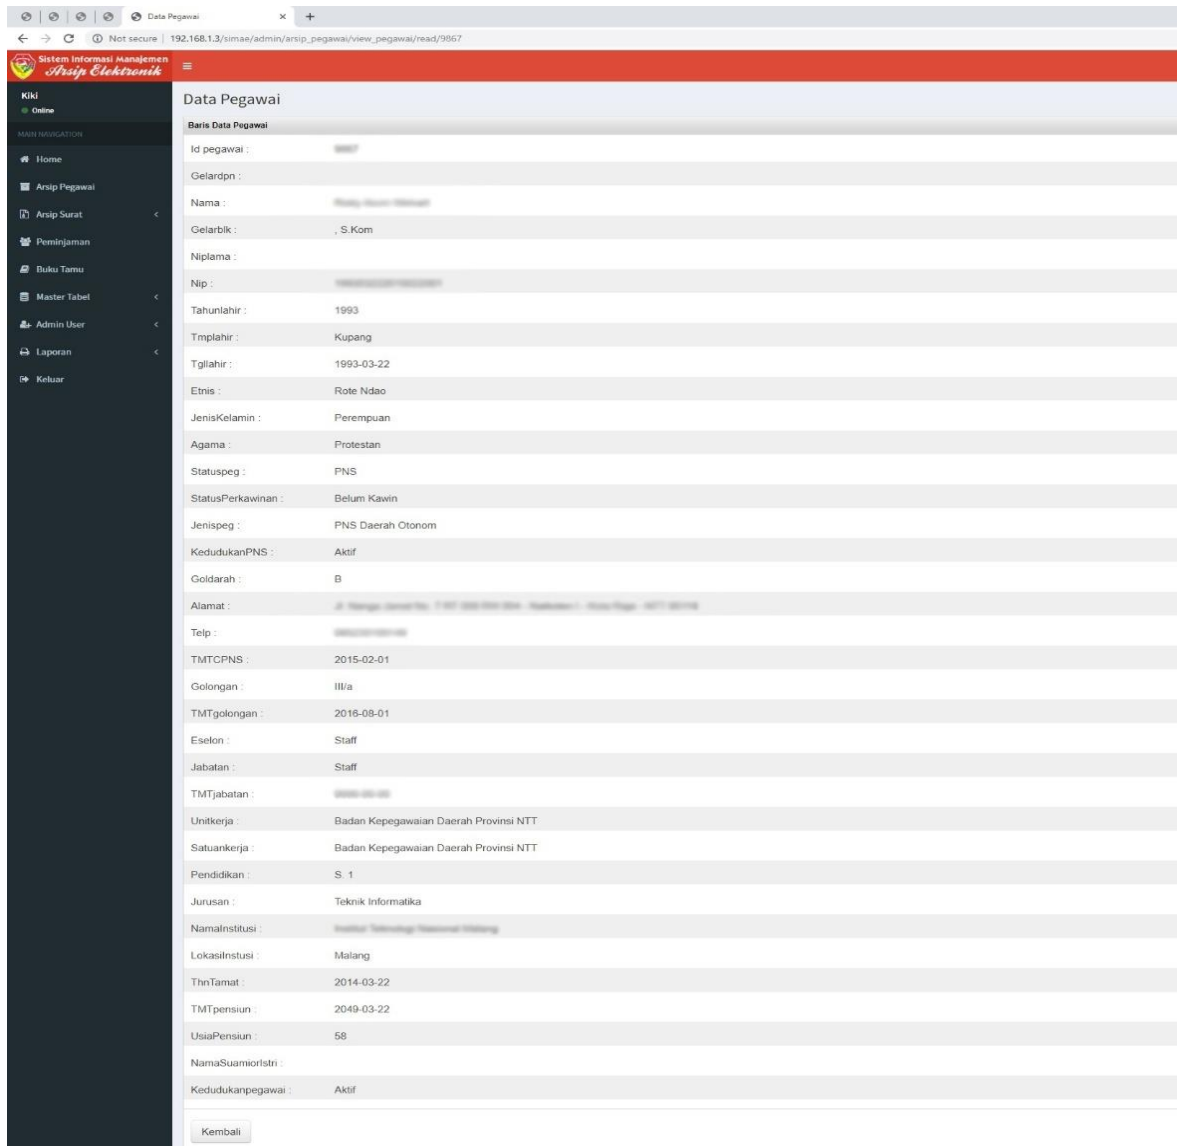 Data Pegawai
Not secure | 192.168.1.3/simae/admin/arsip_pegawai/view_pegawai/read/9867
Sistem Informasi Manajemen
Arsip Elektronik
Kiki
Online
MAIN NAVIGATION
Home
Arsip Pegawai
Arsip Surat
Peminjaman
Buku Tamu
Master Tabel
Admin User
Laporan
Keluar
Data Pegawai
Baris Data Pegawai
Id pegawai :
Gelardpn :
Nama :
Gelarblk : , S.Kom
Niplama :
Nip :
Tahunlahir : 1993
Tmplahir : Kupang
Tgllahir : 1993-03-22
Etnis : Rote Ndao
JenisKelamin : Perempuan
Agama : Protestan
Statuspeg : PNS
StatusPerkawinan : Belum Kawin
Jenispeg : PNS Daerah Otonom
KedudukanPNS : Aktif
Goldarah : B
Alamat :
Telp :
TMTCPNS : 2015-02-01
Golongan : III/a
TMTgolongan : 2016-08-01
Eselon : Staff
Jabatan : Staff
TMTjabatan :
Unitkerja : Badan Kepegawaian Daerah Provinsi NTT
Satuankerja : Badan Kepegawaian Daerah Provinsi NTT
Pendidikan : S. 1
Jurusan : Teknik Informatika
NamaInstitusi :
LokasiInstusi : Malang
ThnTamat : 2014-03-22
TMTpensiun : 2049-03-22
UsiaPensiun : 58
NamaSuamiorIstri :
Kedudukanpegawai : Aktif
Kembali